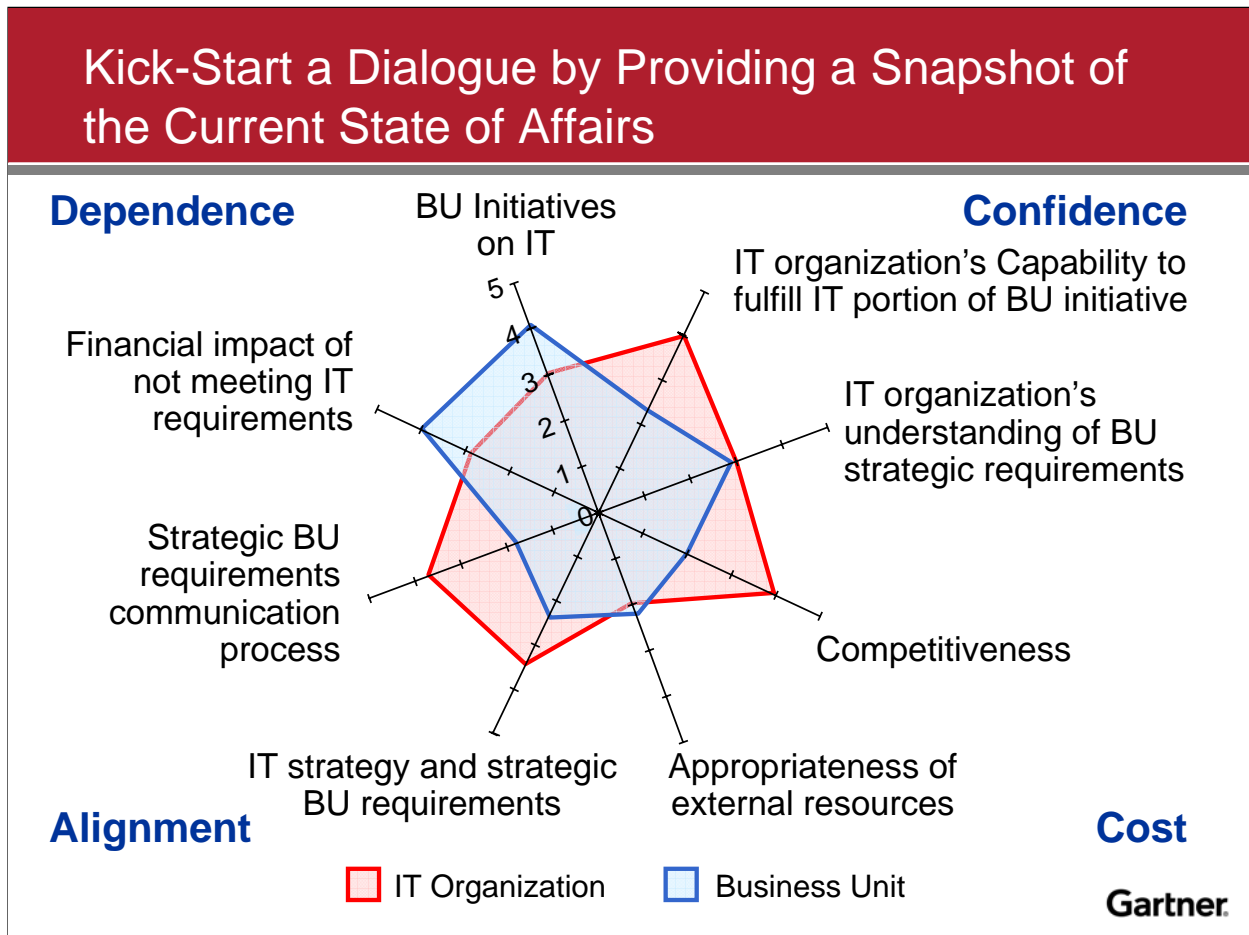 Kick-Start a Dialogue by Providing a Snapshot of
the Current State of Affairs
Dependence
BU Initiatives
on IT
Confidence
IT organization's Capability to
fulfill IT portion of BU initiative
5
4
3
2
1
0
Financial impact of
not meeting IT
requirements
IT organization's
understanding of BU
strategic requirements
Strategic BU
requirements
communication
process
Competitiveness
IT strategy and strategic
BU requirements
Appropriateness of
external resources
Alignment
Cost
IT Organization
Business Unit
Gartner.